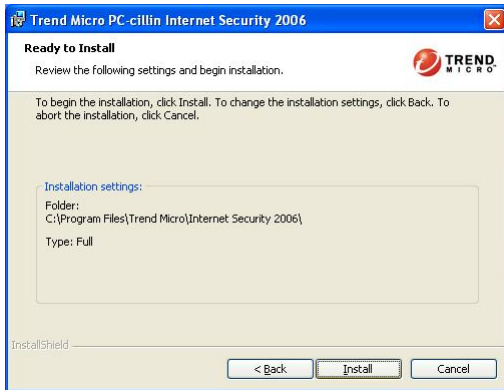 Trend Micro PC-cillin Internet Security 2006
Ready to Install
Review the following settings and begin installation.
TREND
MICRO
To begin the installation, click Install. To change the installation settings, click Back. To
abort the installation, click Cancel.
Installation settings:
Folder:
C:\Program Files\Trend Micro\Internet Security 2006\
Type: Full
InstallShield
< Back
Install
Cancel